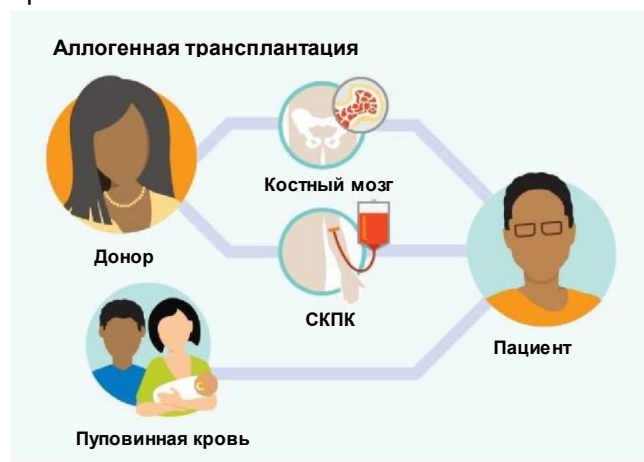 Аллогенная трансплантация
Костный мозг
Донор
СКПК
Пациент
Пуповинная кровь